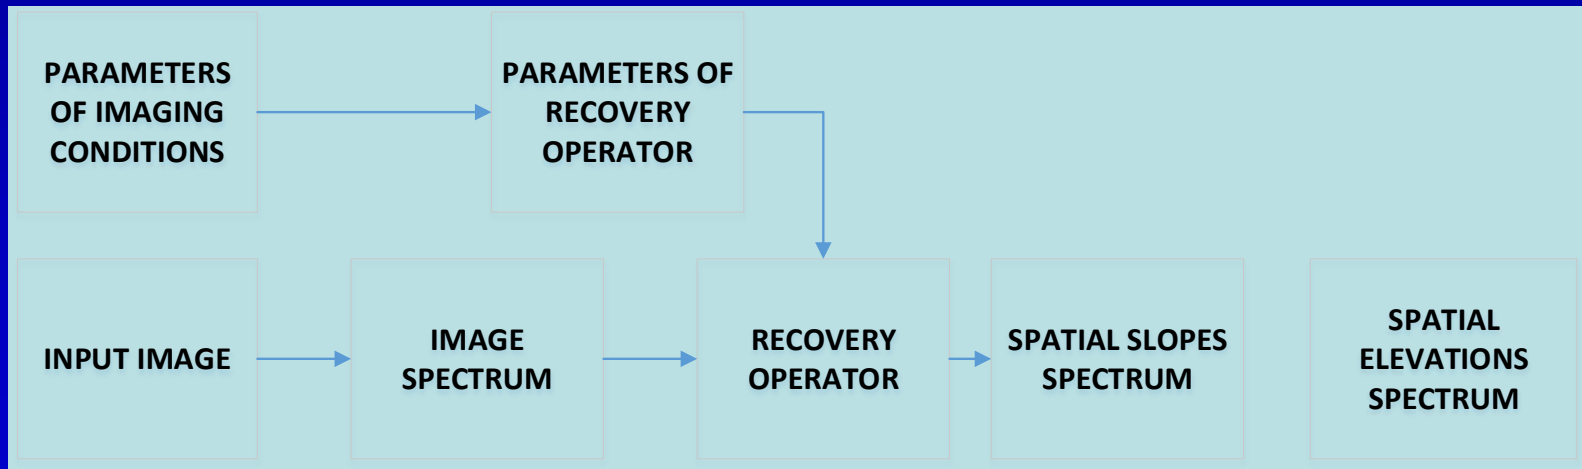 PARAMETERS
OF IMAGING
CONDITIONS
PARAMETERS OF
RECOVERY
OPERATOR
INPUT IMAGE
IMAGE
SPECTRUM
RECOVERY
OPERATOR
SPATIAL SLOPES
SPECTRUM
SPATIAL
ELEVATIONS
SPECTRUM